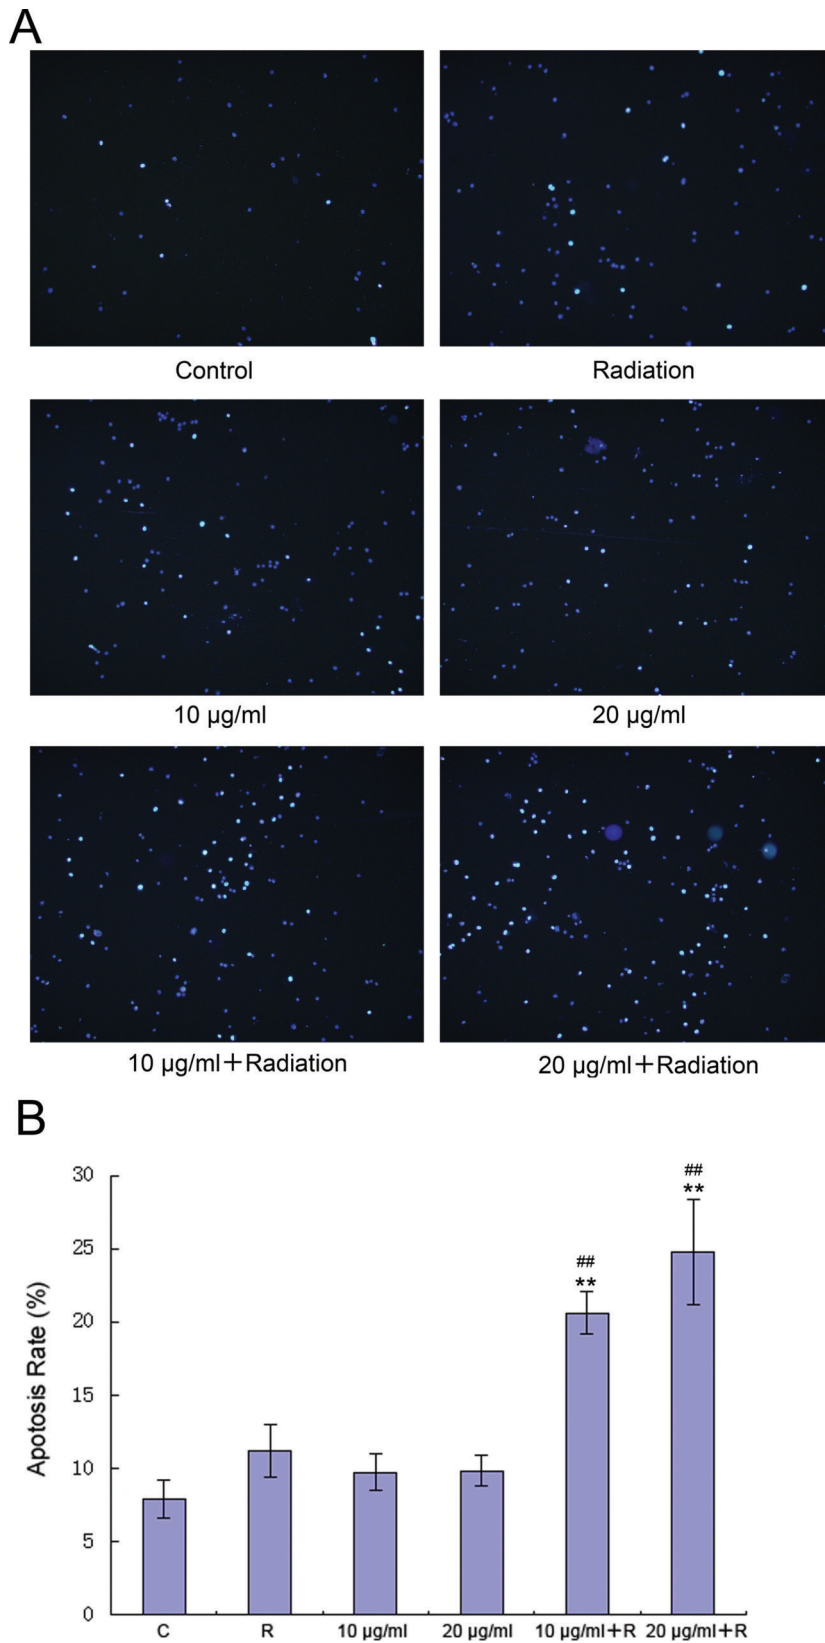 A
Control
Radiation
10 µg/ml
20 µg/ml
10 µg/ml+Radiation
20 µg/ml+Radiation
B
Apotosis Rate (%)
30
25
20
15
10
5
0
##
**
##
**
C
R
10 µg/ml
20 µg/ml
10 µg/ml+R
20 µg/ml+R